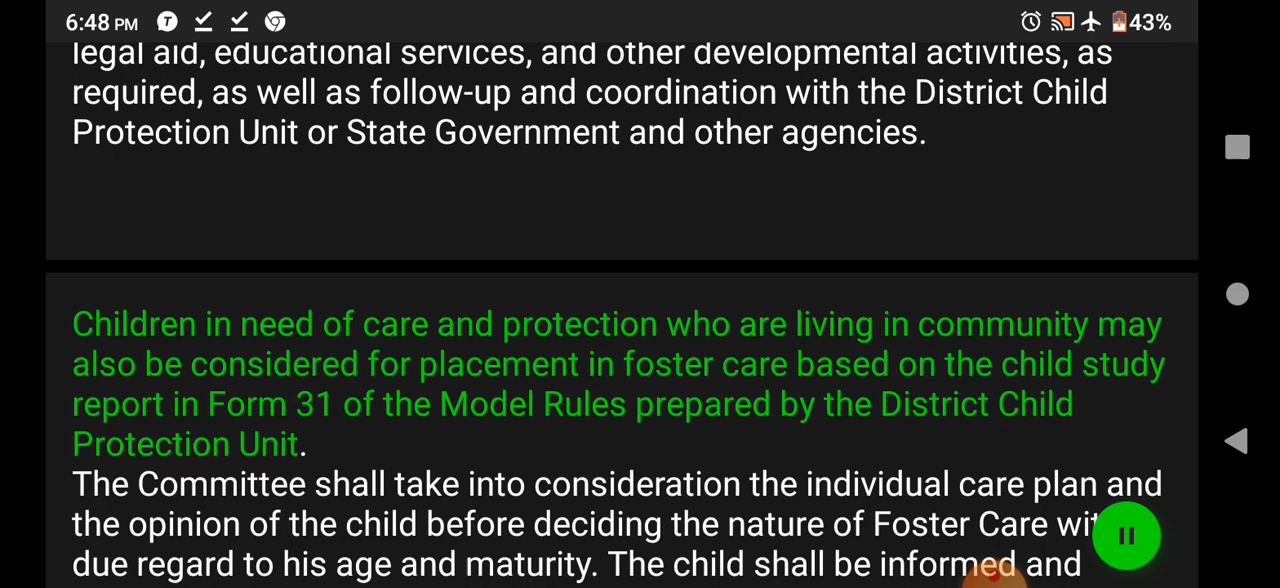 6:48 PM
43%
legal aid, educational services, and other developmental activities, as
required, as well as follow-up and coordination with the District Child
Protection Unit or State Government and other agencies.
Children in need of care and protection who are living in community may
also be considered for placement in foster care based on the child study
report in Form 31 of the Model Rules prepared by the District Child
Protection Unit.
The Committee shall take into consideration the individual care plan and
the opinion of the child before deciding the nature of Foster Care
due regard to his age and maturity. The child shall be informed and